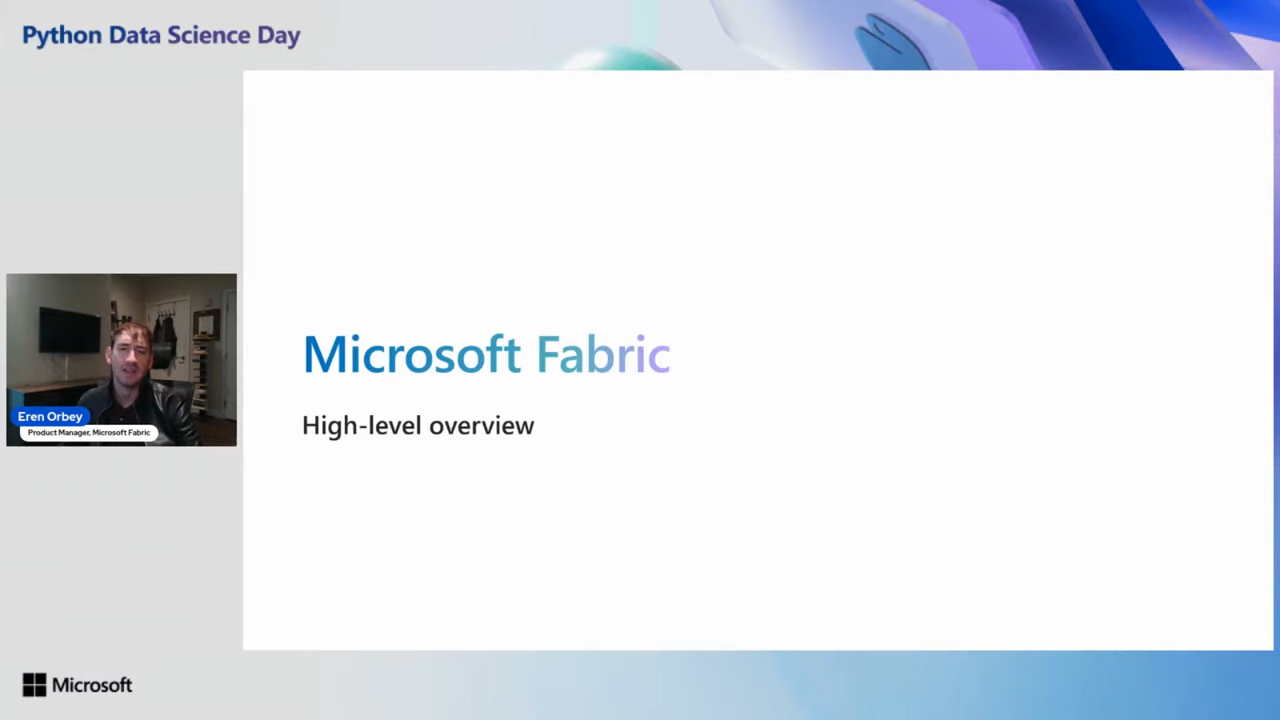 Python Data Science Day
Microsoft Fabric
High-level overview
Eren Orbey
Product Manager, Microsoft Fabric
Microsoft